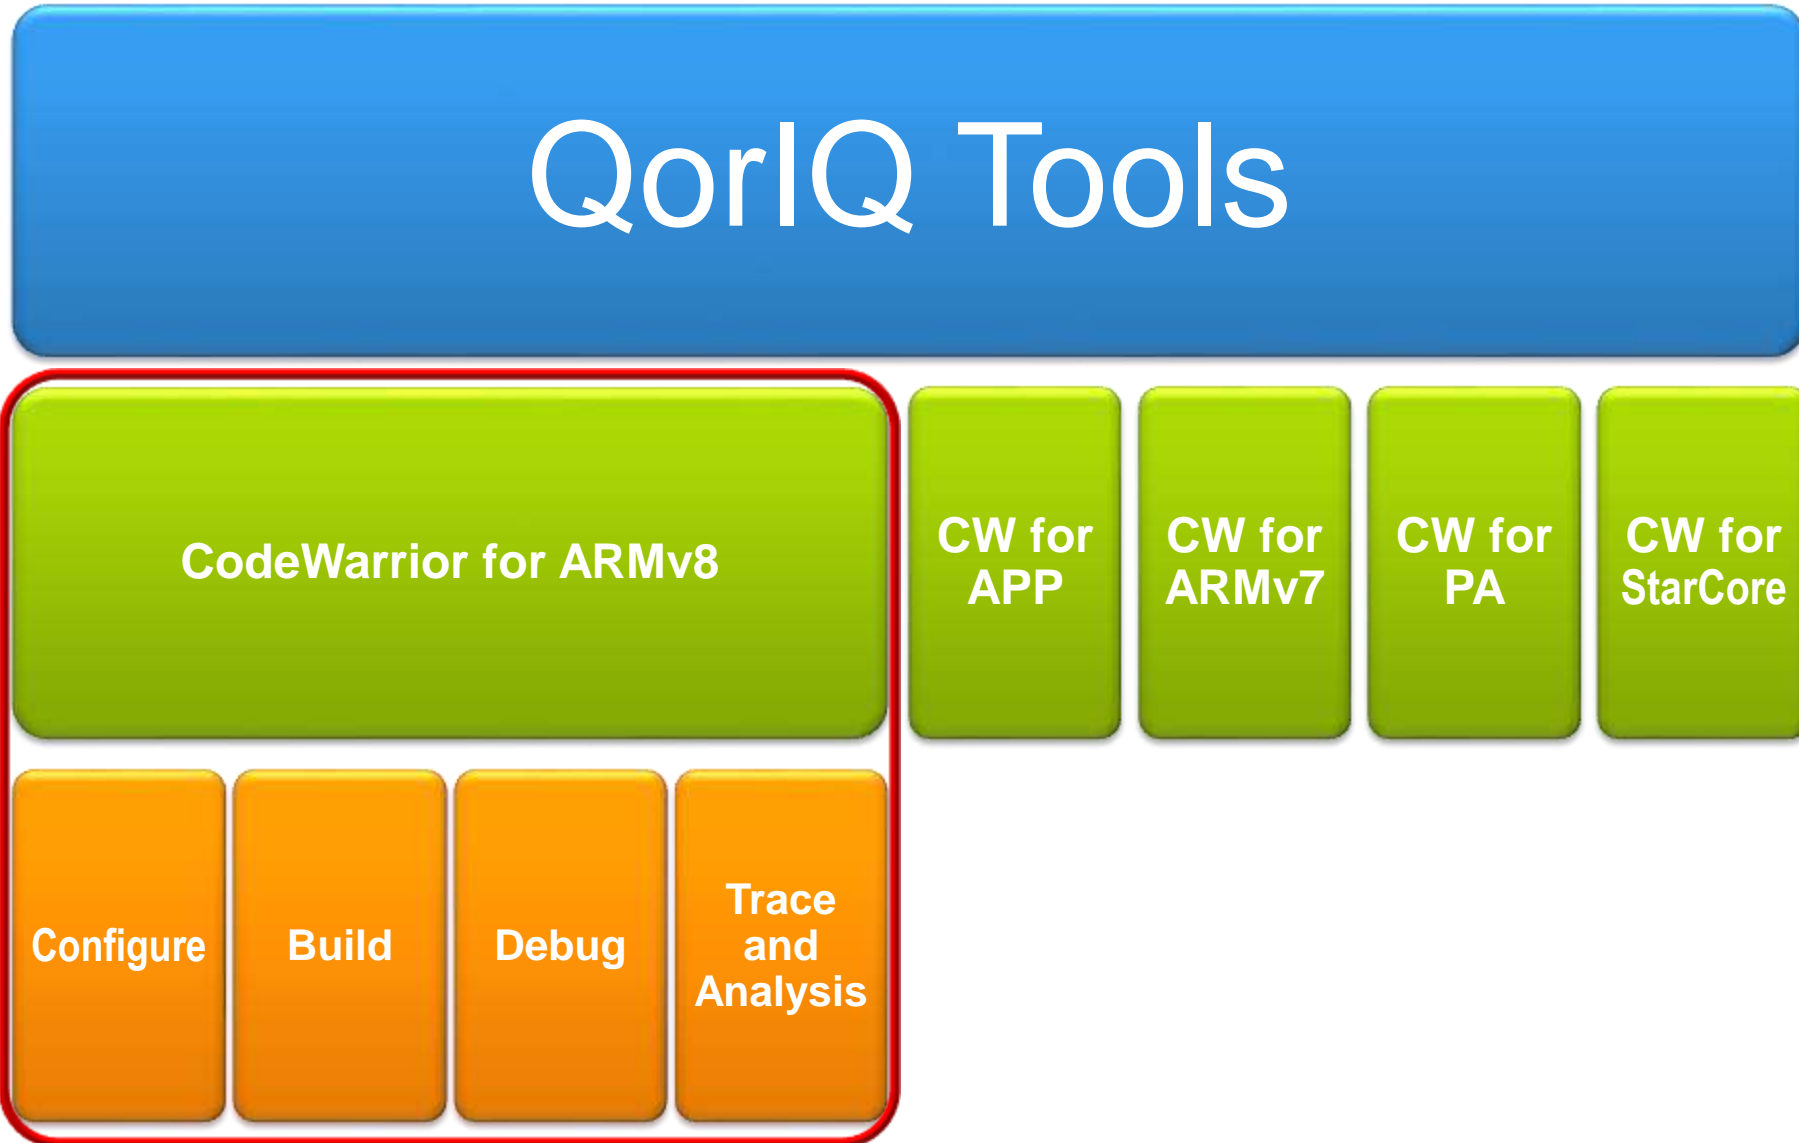 QorIQ Tools
CodeWarrior for ARMv8
CW for
APP
CW for
ARMv7
CW for
PA
CW for
StarCore
Configure
Build
Debug
Trace
and
Analysis